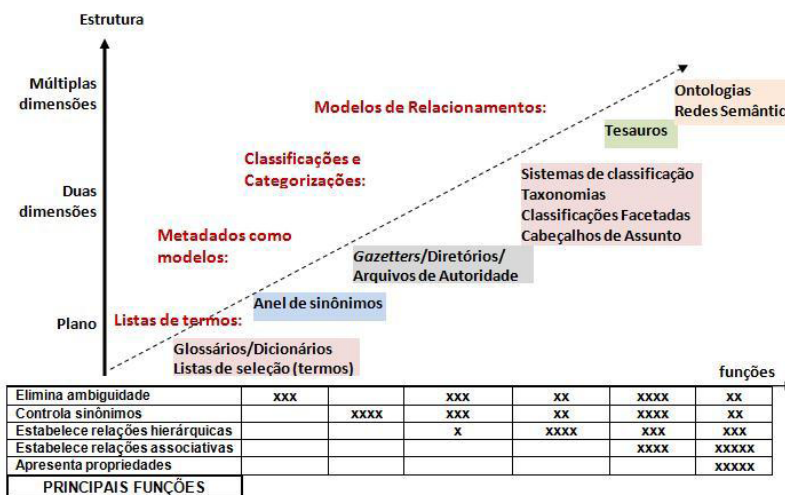 Estrutura
Múltiplas
dimensões
Ontologias
Redes Semântic
Modelos de Relacionamentos:
Tesauros
Classificações e
Categorizações:
Sistemas de classificação
Taxonomias
Classificações Facetadas
Cabeçalhos de Assunto
Duas
dimensões
Metadados como
modelos:
Gazetters/Diretórios/
Arquivos de Autoridade
Anel de sinônimos
Plano
Listas de termos:
Glossários/Dicionários
Listas de seleção (termos)
funções
Elimina ambiguidade xxx xxx xx xxxx xx
Controla sinônimos xxxx xxx xx xxxx xx
Estabelece relações hierárquicas x xxxx xxx xxx
Estabelece relações associativas xxxx xxxxx
Apresenta propriedades xxxxx
PRINCIPAIS FUNÇÕES